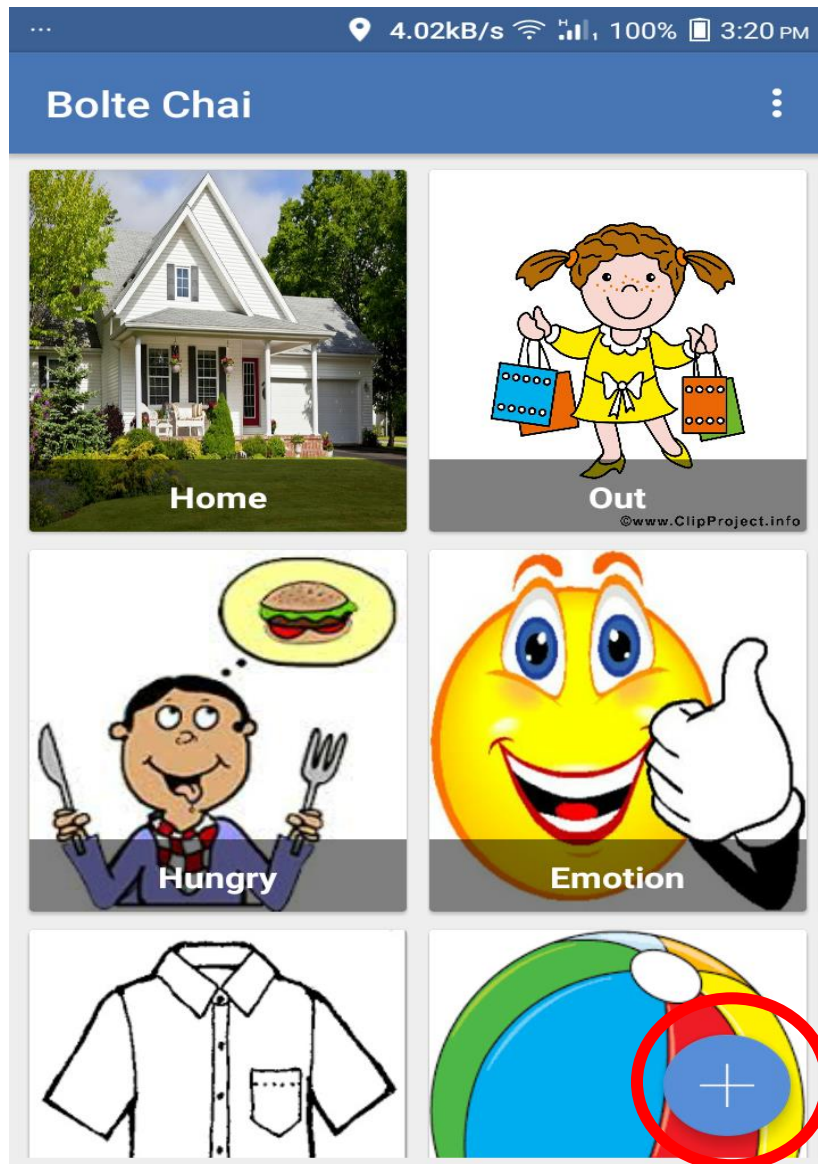 ... 4.02kB/s H 100% 3:20 PM
Bolte Chai
Home
Out
©www.ClipProject.info
Hungry
Emotion